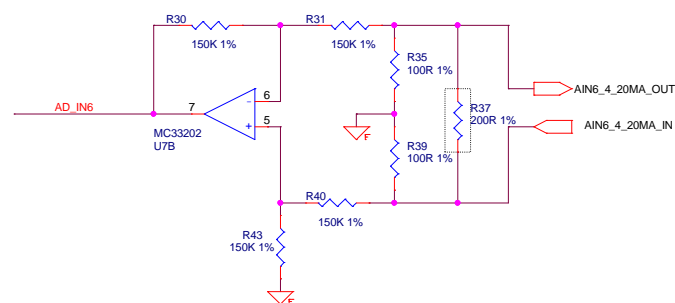 R30
R31
150K 1%
150K 1%
R35
100R 1%
R37
200R 1%
AIN6_4_20MA_OUT
AIN6_4_20MA_IN
AD_IN6
7
6
-
5
+
MC33202
U7B
F
R39
100R 1%
R40
150K 1%
R43
150K 1%
F